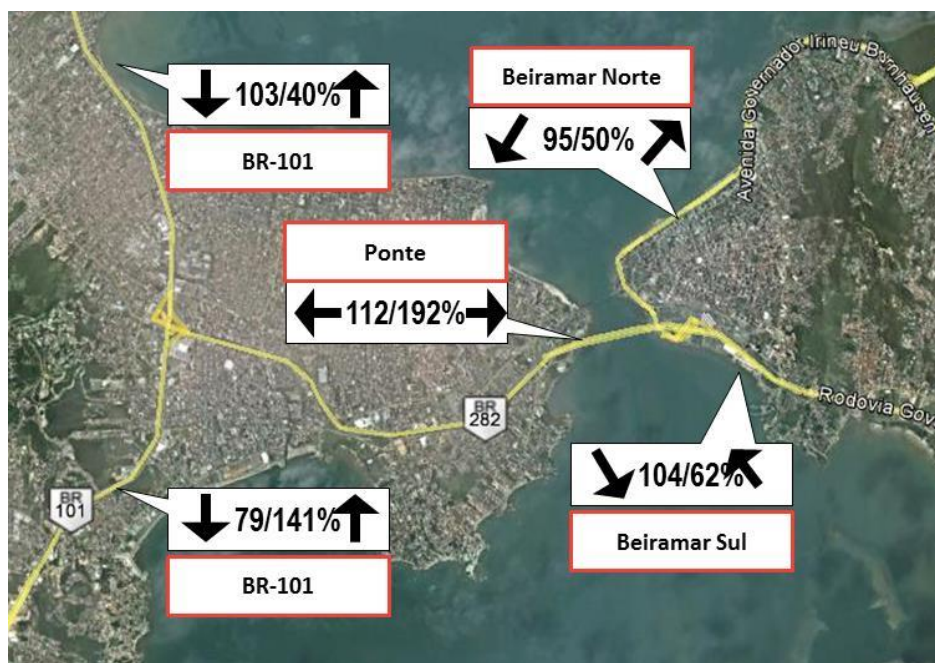 Avenida Governador Irineu Bornhausen
Beiramar Norte
95/50%
103/40%
BR-101
Ponte
112/192%
BR
282
Rodovia Gov
104/62%
Beiramar Sul
BR
101
79/141%
BR-101